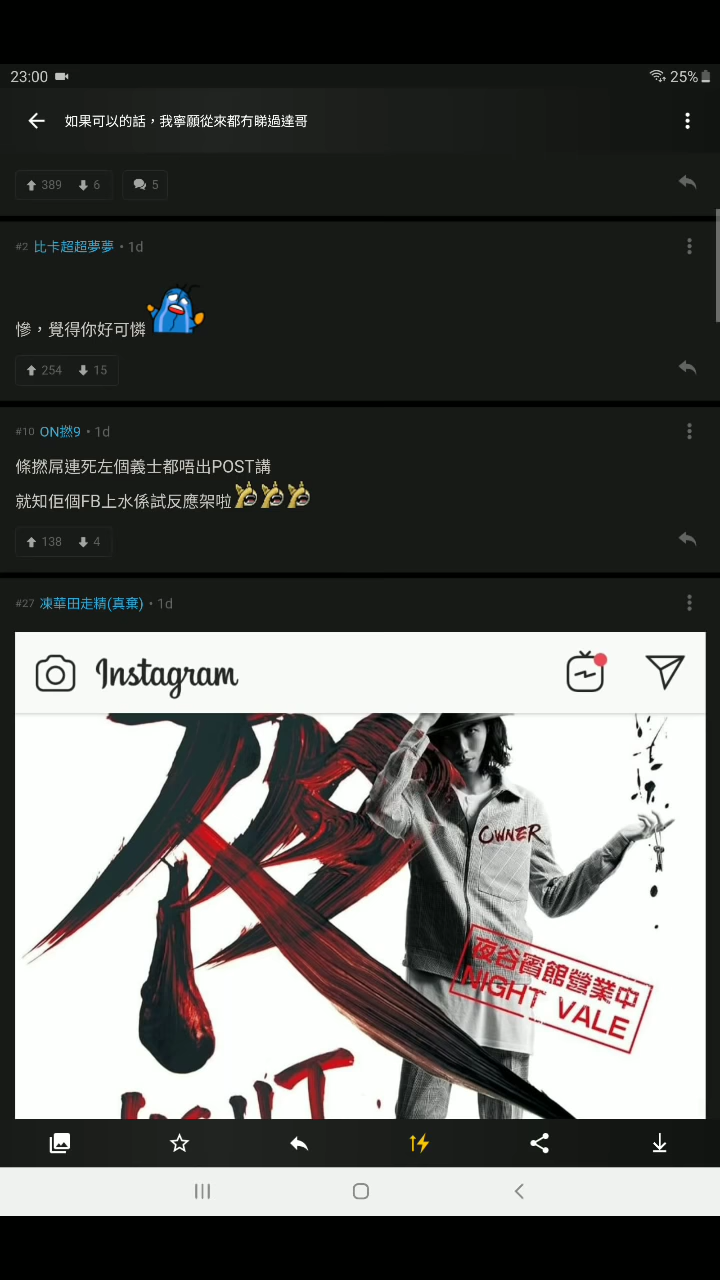 23:00
25%
如果可以的話，我寧願從來都冇睇過達哥
389 6 5
#2 比卡超超夢夢 • 1d
慘，覺得你好可憐
254 15
#10 ON撚9 • 1d
條撚屌連死左個義士都唔出POST講
就知佢個FB上水係試反應架啦
138 4
#27 凍華田走精(真棄) • 1d
Instagram
夜
OWNER
夜谷賓館營業中
NIGHT VALE